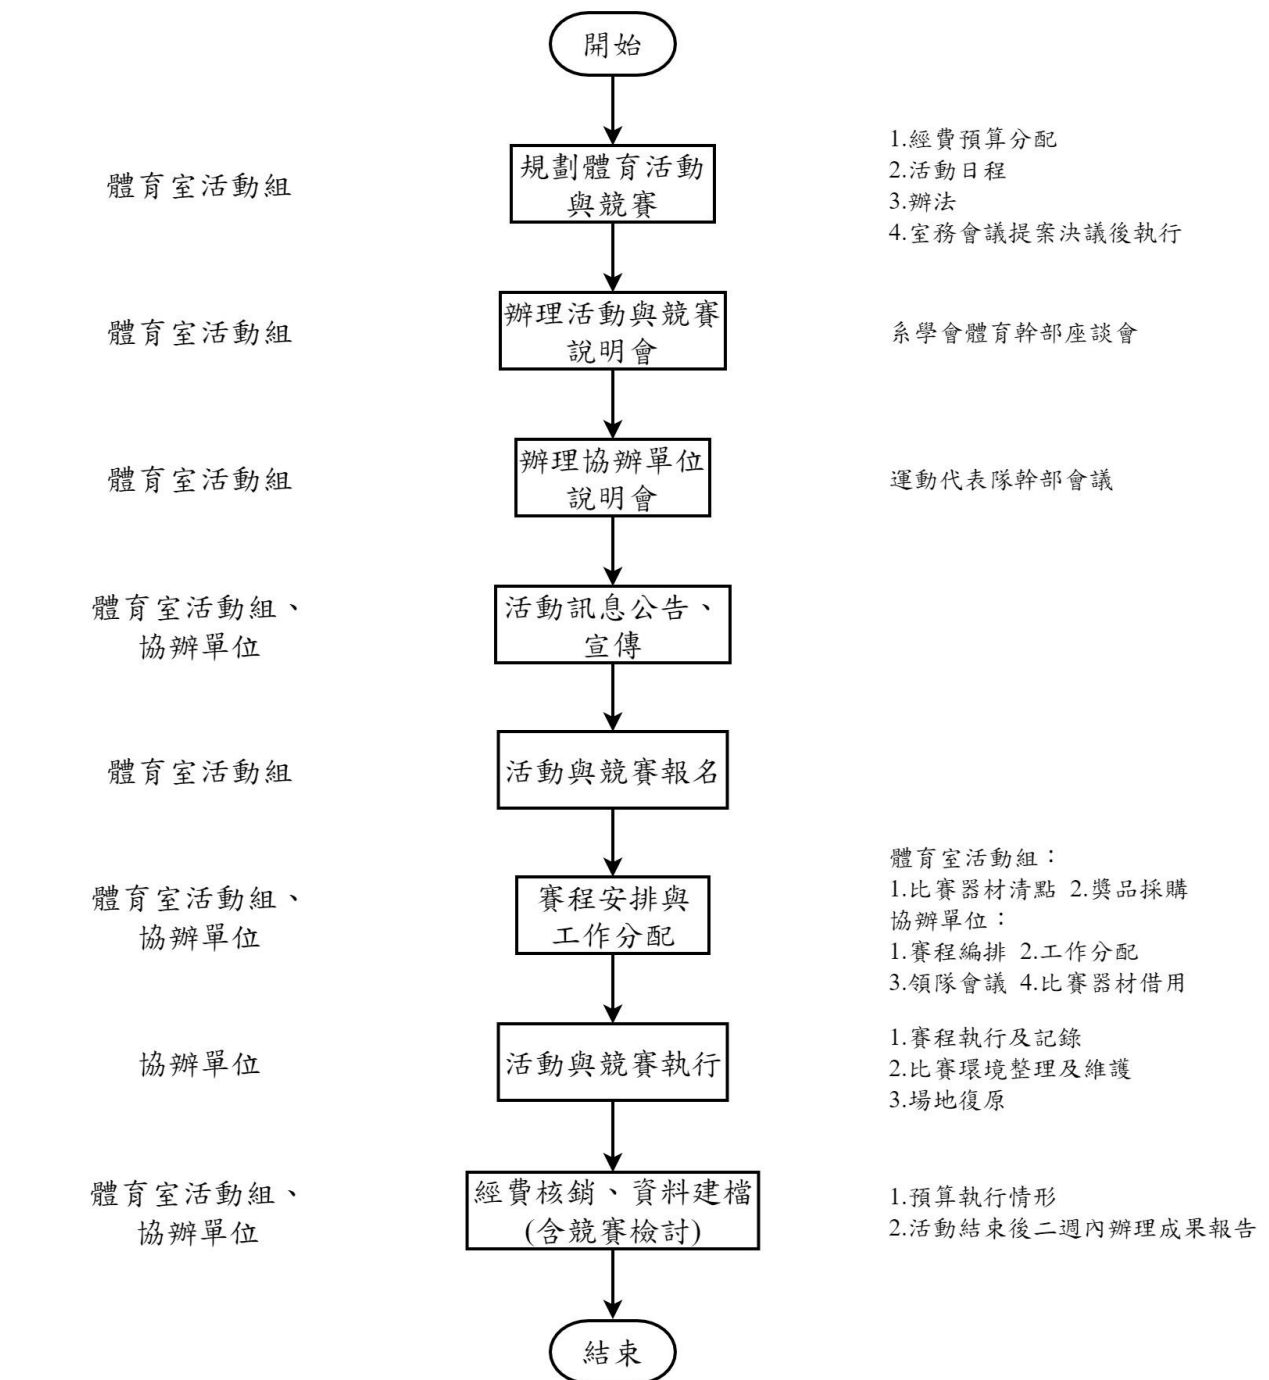 開始
體育室活動組
規劃體育活動
與競賽
1.經費預算分配
2.活動日程
3.辦法
4.室務會議提案決議後執行
體育室活動組
辦理活動與競賽
說明會
系學會體育幹部座談會
體育室活動組
辦理協辦單位
說明會
運動代表隊幹部會議
體育室活動組、
協辦單位
活動訊息公告、
宣傳
體育室活動組
活動與競賽報名
體育室活動組、
協辦單位
賽程安排與
工作分配
體育室活動組：
1.比賽器材清點 2.獎品採購
協辦單位：
1.賽程編排 2.工作分配
3.領隊會議 4.比賽器材借用
協辦單位
活動與競賽執行
1.賽程執行及記錄
2.比賽環境整理及維護
3.場地復原
體育室活動組、
協辦單位
經費核銷、資料建檔
(含競賽檢討)
1.預算執行情形
2.活動結束後二週內辦理成果報告
結束